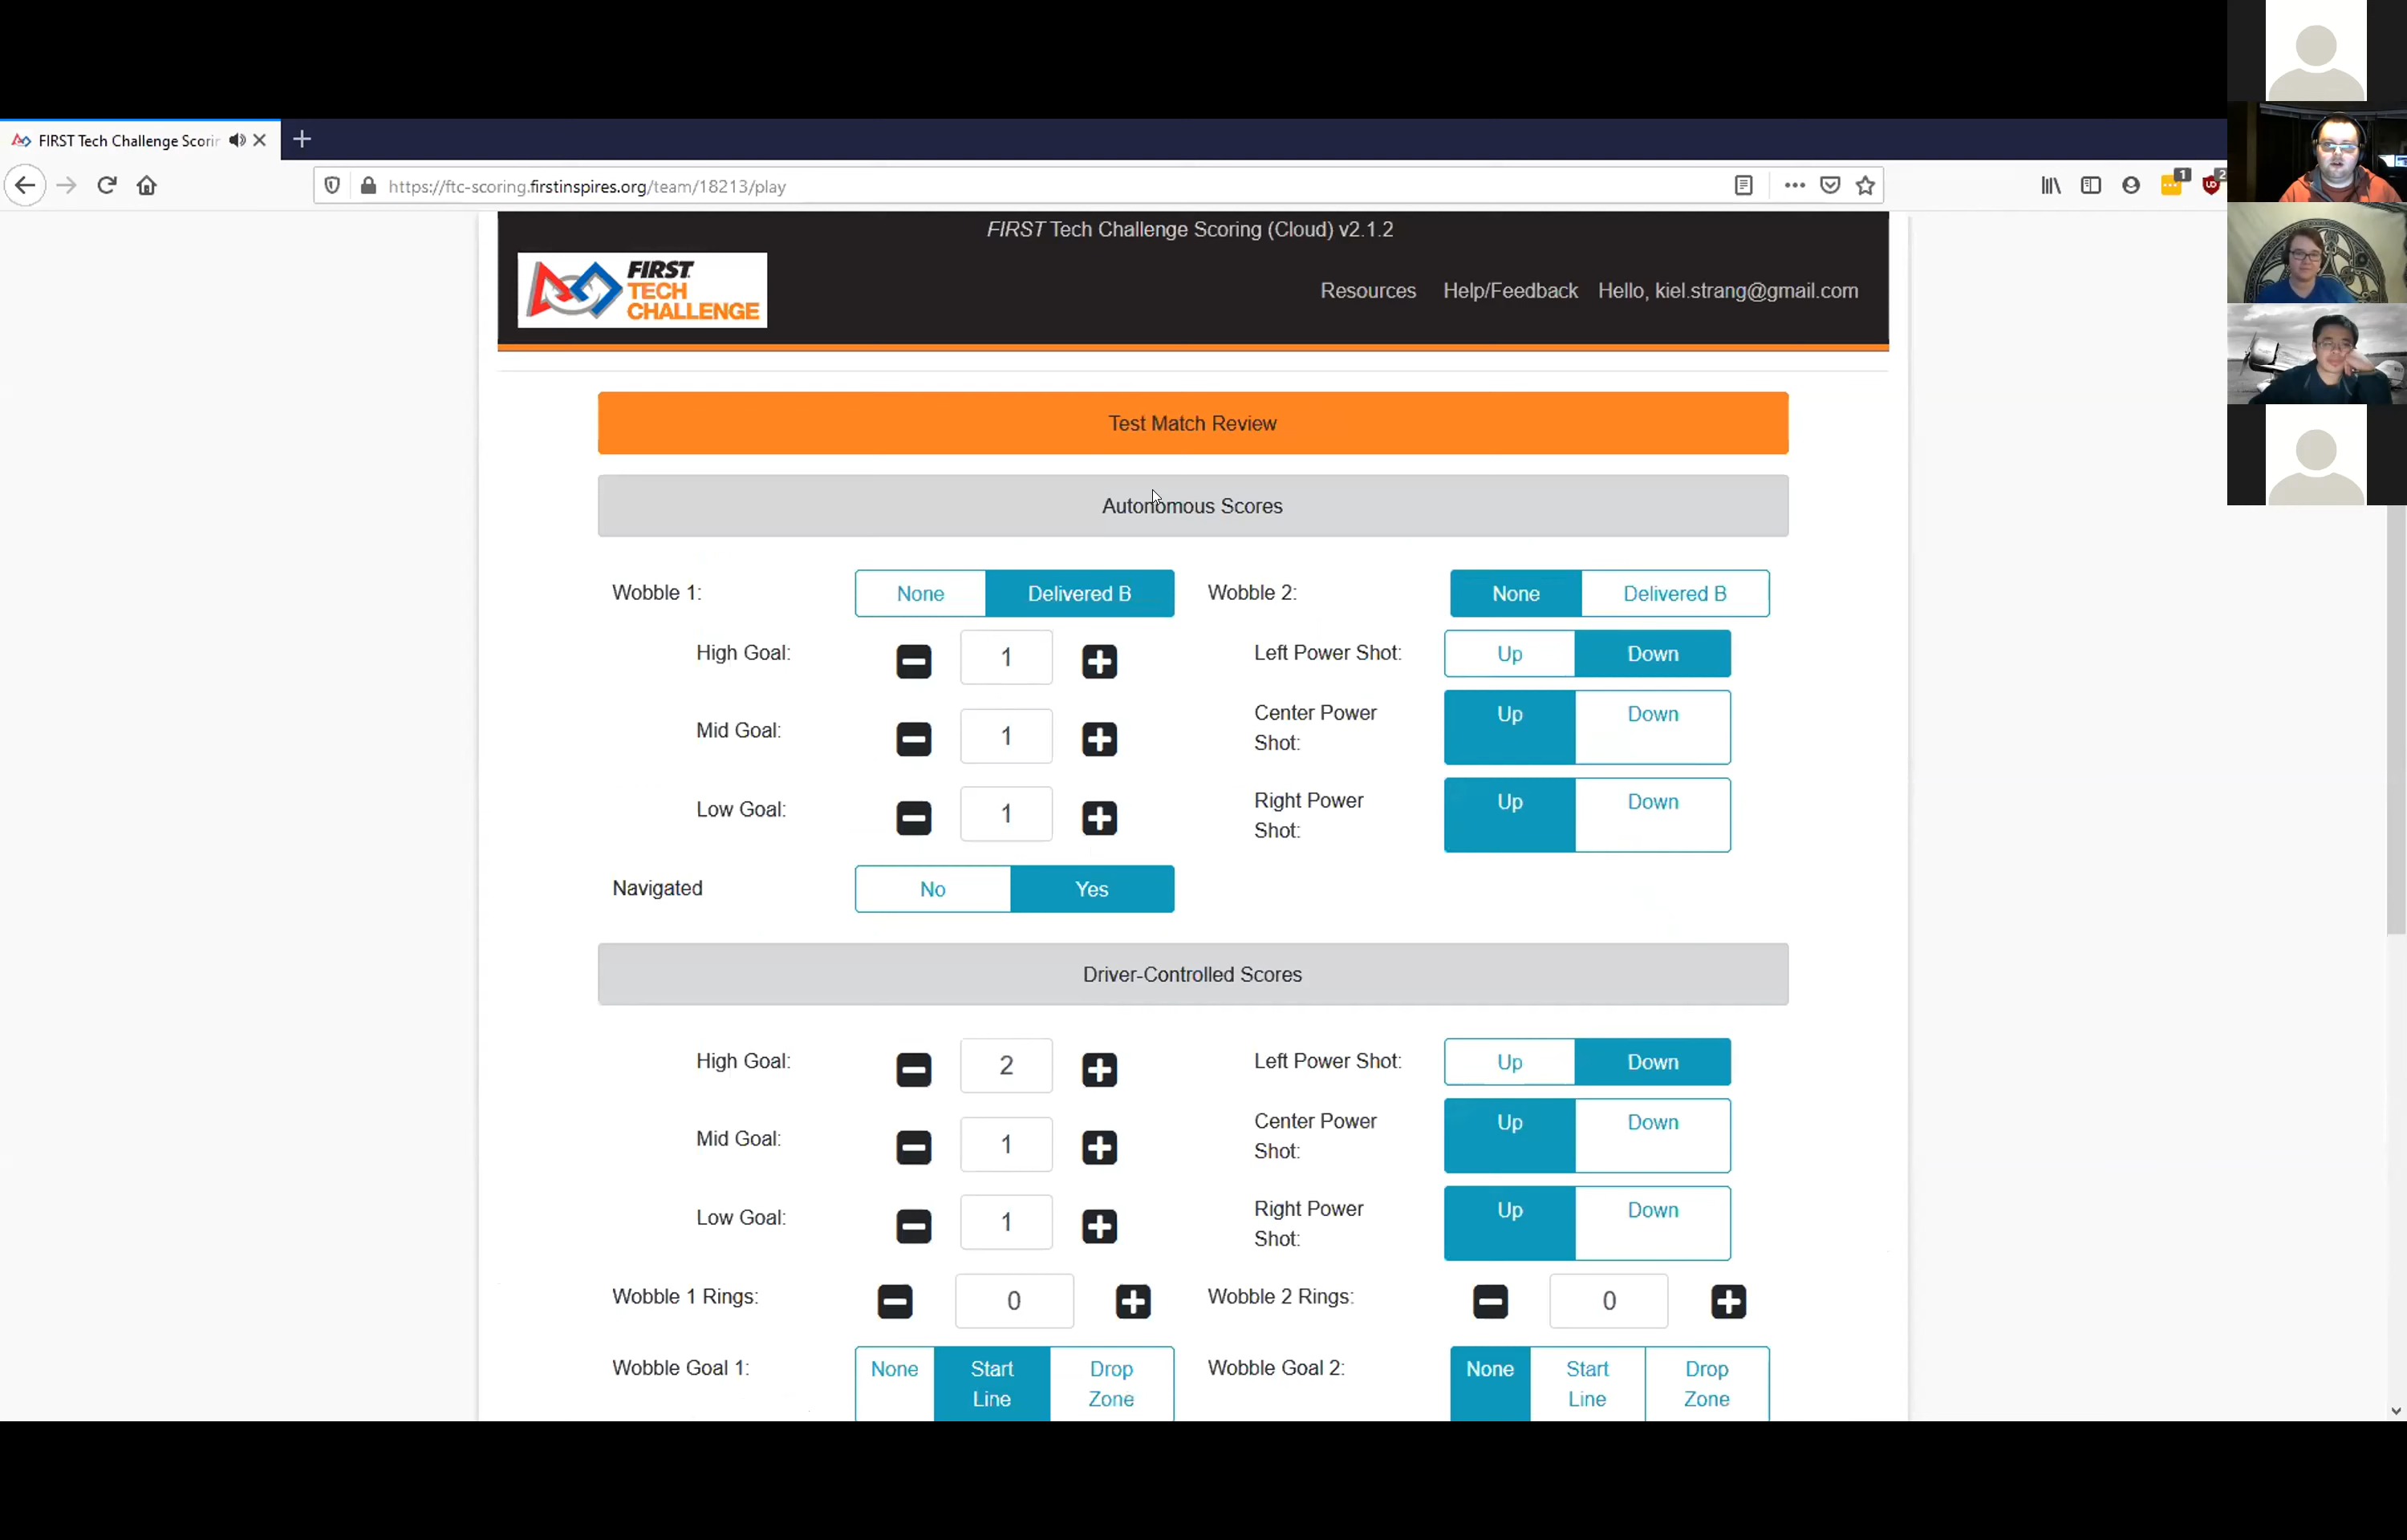 FIRST Tech Challenge Scorin
https://ftc-scoring.firstinspires.org/team/18213/play
1
2
FIRST Tech Challenge Scoring (Cloud) v2.1.2
FIRST
TECH
CHALLENGE
Resources Help/Feedback Hello, kiel.strang@gmail.com
Test Match Review
Autonomous Scores
Wobble 1: None Delivered B Wobble 2: None Delivered B
High Goal: 1 Left Power Shot: Up Down
Mid Goal: 1 Center Power Shot: Up Down
Low Goal: 1 Right Power Shot: Up Down
Navigated No Yes
Driver-Controlled Scores
High Goal: 2 Left Power Shot: Up Down
Mid Goal: 1 Center Power Shot: Up Down
Low Goal: 1 Right Power Shot: Up Down
Wobble 1 Rings: 0 Wobble 2 Rings: 0
Wobble Goal 1: None Start Line Drop Zone Wobble Goal 2: None Start Line Drop Zone